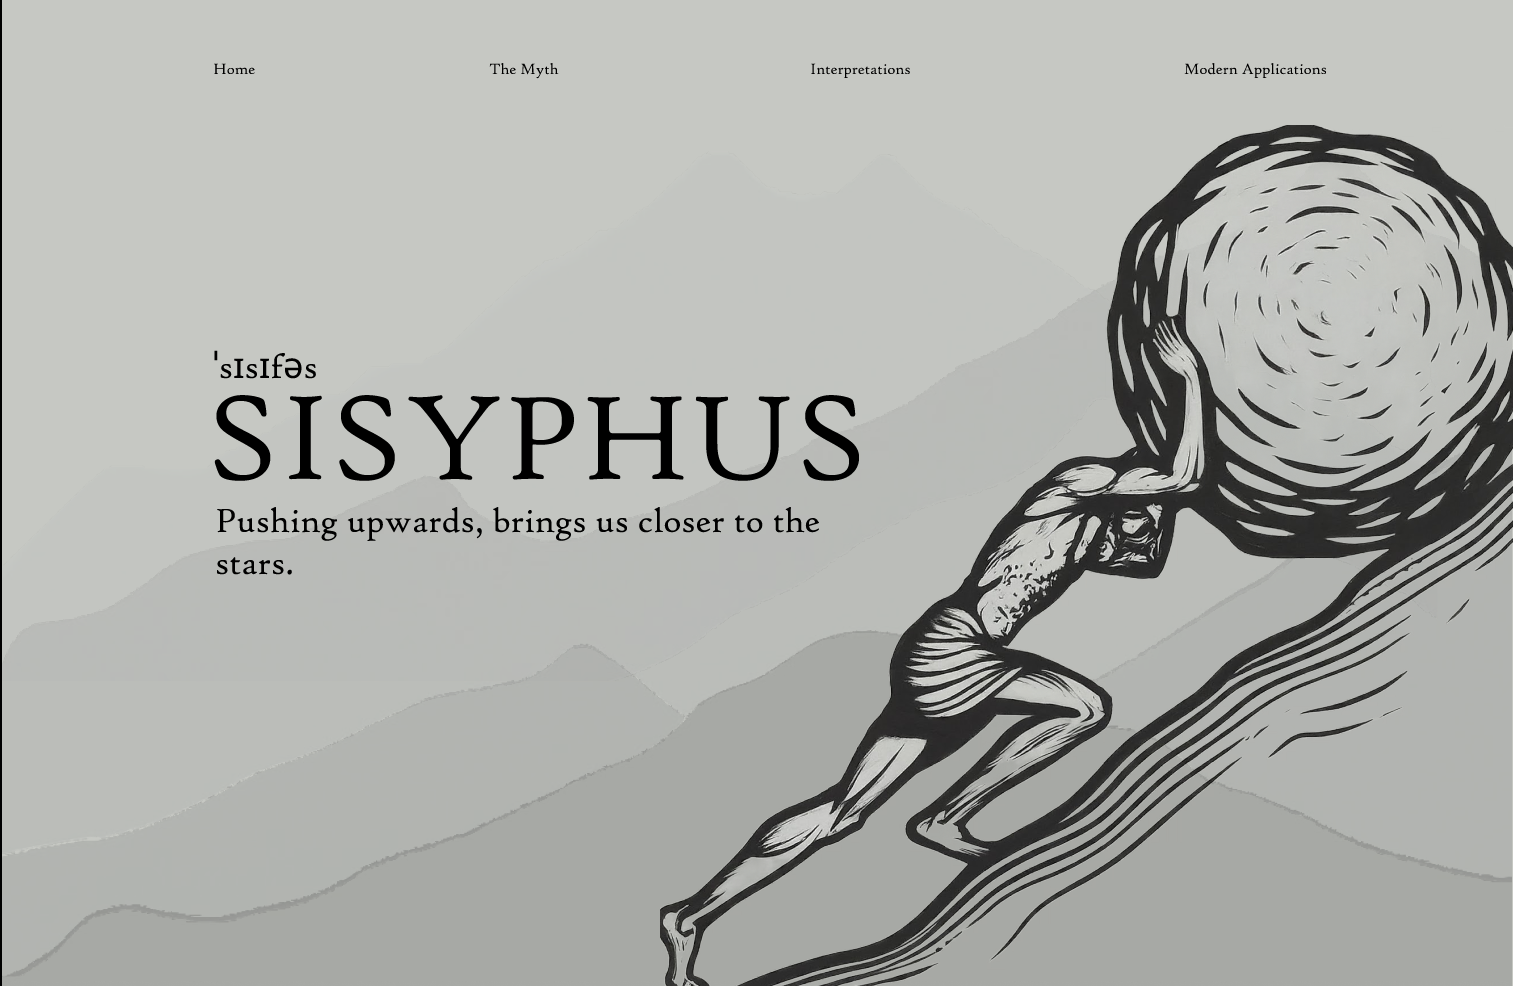 Home
The Myth
Interpretations
Modern Applications
ˈsɪsɪfəs
SISYPHUS
Pushing upwards, brings us closer to the
stars.